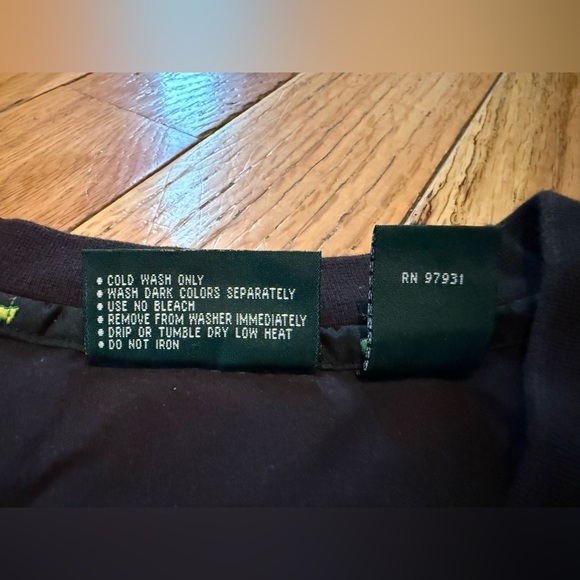 • COLD WASH ONLY
• WASH DARK COLORS SEPARATELY
• USE NO BLEACH
• REMOVE FROM WASHER IMMEDIATELY
• DRIP OR TUMBLE DRY LOW HEAT
• DO NOT IRON
RN 97931